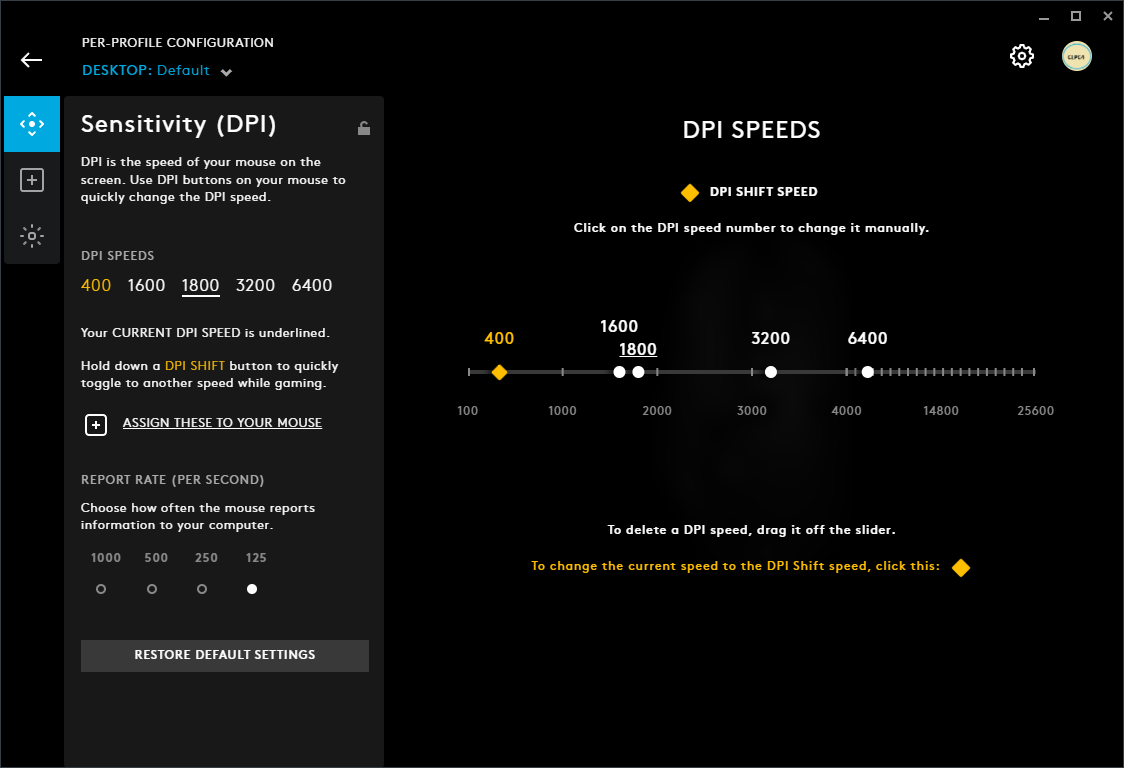 PER-PROFILE CONFIGURATION
DESKTOP: Default
Sensitivity (DPI)
DPI is the speed of your mouse on the
screen. Use DPI buttons on your mouse to
quickly change the DPI speed.
DPI SPEEDS
400 1600 1800 3200 6400
Your CURRENT DPI SPEED is underlined.
Hold down a DPI SHIFT button to quickly
toggle to another speed while gaming.
ASSIGN THESE TO YOUR MOUSE
REPORT RATE (PER SECOND)
Choose how often the mouse reports
information to your computer.
1000 500 250 125
RESTORE DEFAULT SETTINGS
DPI SPEEDS
DPI SHIFT SPEED
Click on the DPI speed number to change it manually.
400 1600 1800 3200 6400
100 1000 2000 3000 4000 14800 25600
To delete a DPI speed, drag it off the slider.
To change the current speed to the DPI Shift speed, click this: